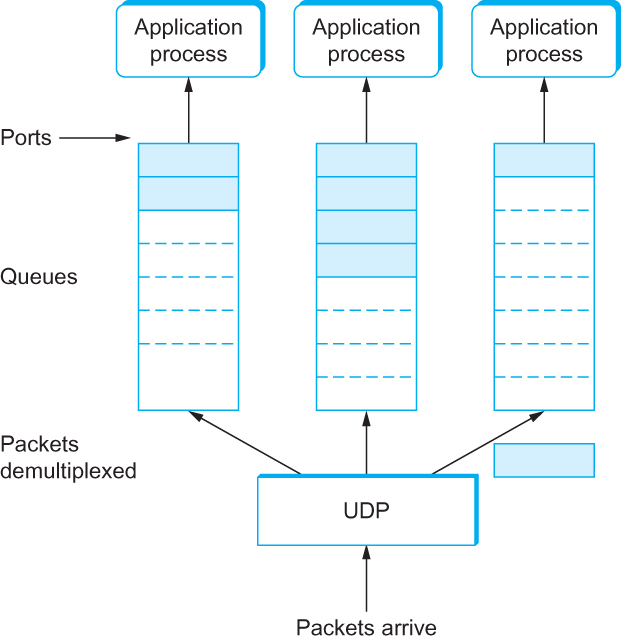 Application
process
Application
process
Application
process
Ports
Queues
Packets
demultiplexed
UDP
Packets arrive